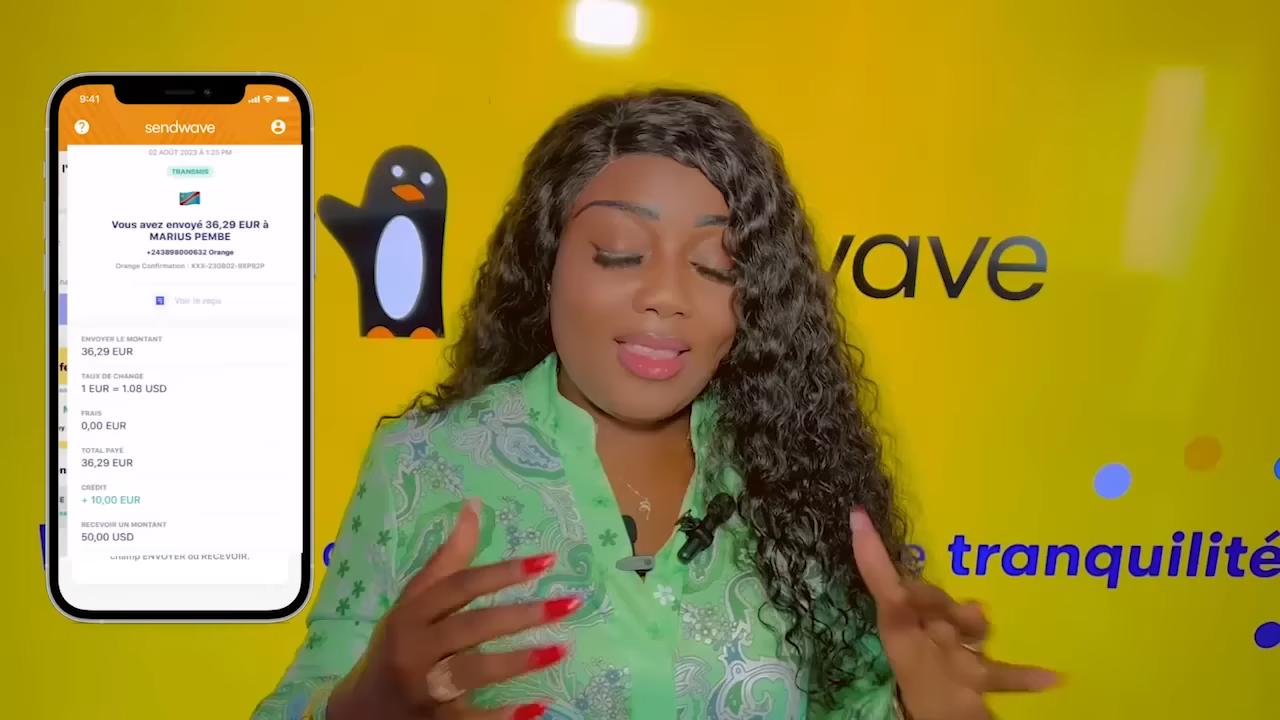 9:41
sendwave
02 AOÛT 2023 À 1:25 PM
TRANSMIS
Vous avez envoyé 36,29 EUR à
MARIUS PEMBE
+243898000632 Orange
Orange Confirmation : KXX-230802-9XPB2P
Voir le reçu
ENVOYER LE MONTANT
36,29 EUR
TAUX DE CHANGE
1 EUR = 1.08 USD
FRAIS
0,00 EUR
TOTAL PAYÉ
36,29 EUR
CRÉDIT
+ 10,00 EUR
RECEVOIR UN MONTANT
50,00 USD
champ ENVOYER ou RECEVOIR.
wave
tranquilité